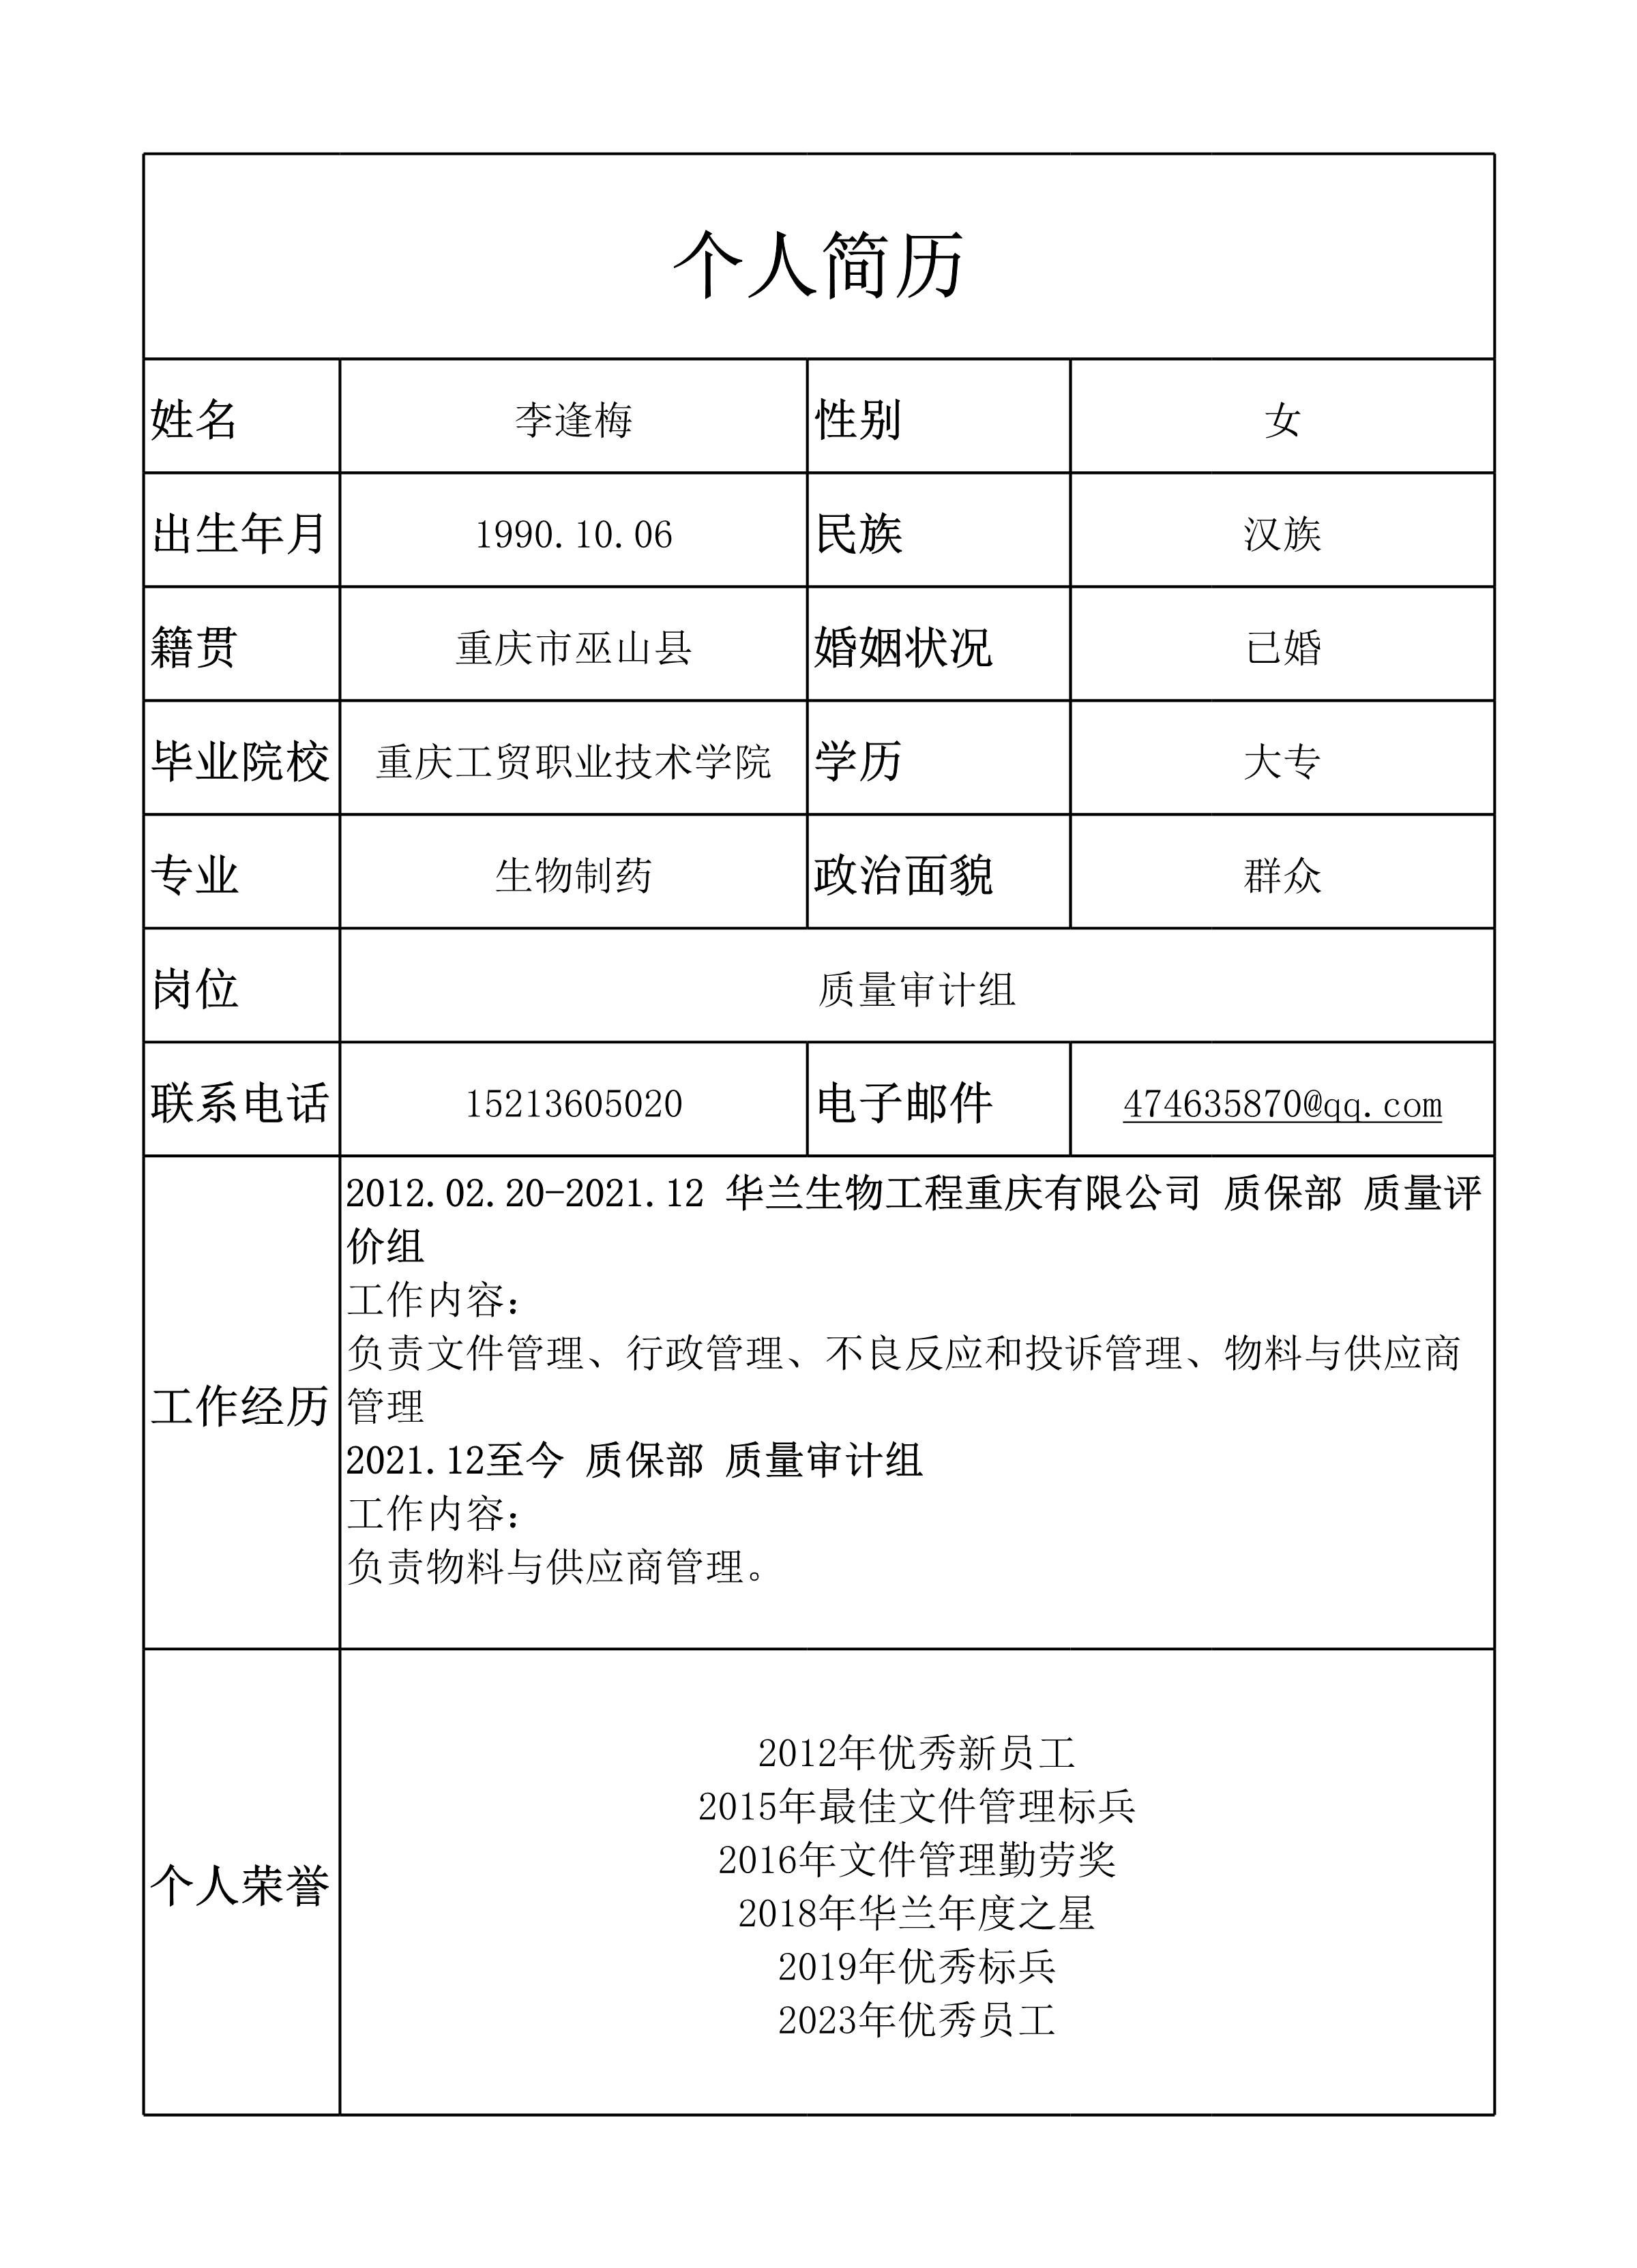 个人简历
姓名 李逢梅 性别 女
出生年月 1990.10.06 民族 汉族
籍贯 重庆市巫山县 婚姻状况 已婚
毕业院校 重庆工贸职业技术学院 学历 大专
专业 生物制药 政治面貌 群众
岗位 质量审计组
联系电话 15213605020 电子邮件 474635870@qq.com
工作经历
2012.02.20-2021.12 华兰生物工程重庆有限公司 质保部 质量评
价组
工作内容：
负责文件管理、行政管理、不良反应和投诉管理、物料与供应商
管理
2021.12至今 质保部 质量审计组
工作内容：
负责物料与供应商管理。
个人荣誉
2012年优秀新员工
2015年最佳文件管理标兵
2016年文件管理勤劳奖
2018年华兰年度之星
2019年优秀标兵
2023年优秀员工